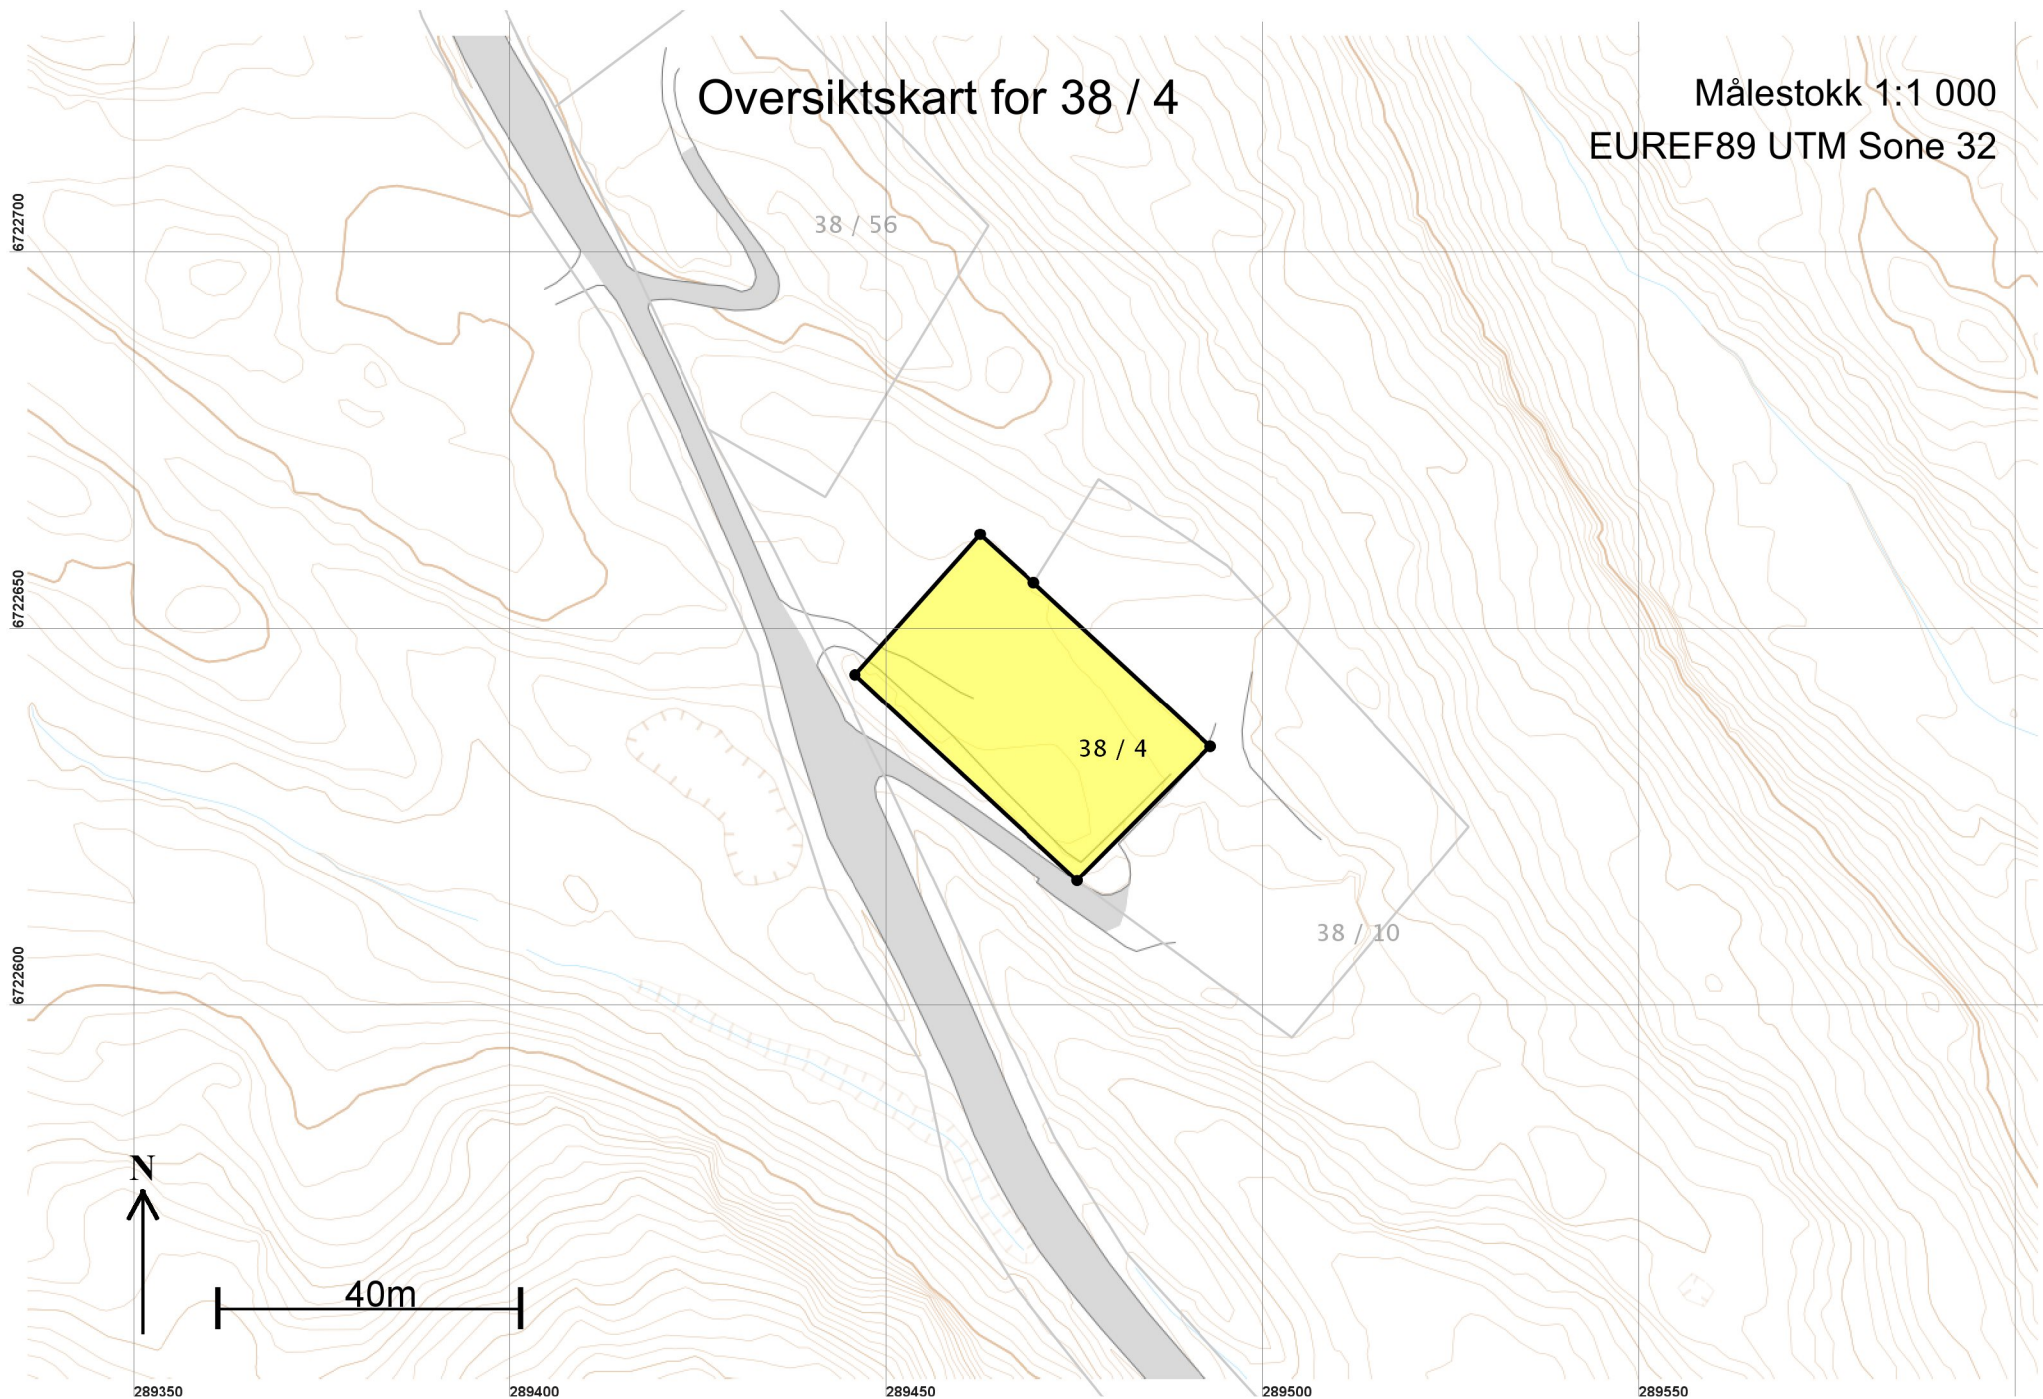 Oversiktskart for 38 / 4
Målestokk 1:1 000
EUREF89 UTM Sone 32
6722700
38 / 56
6722650
38 / 4
38 / 10
6722600
N
40m
289350
289400
289450
289500
289550